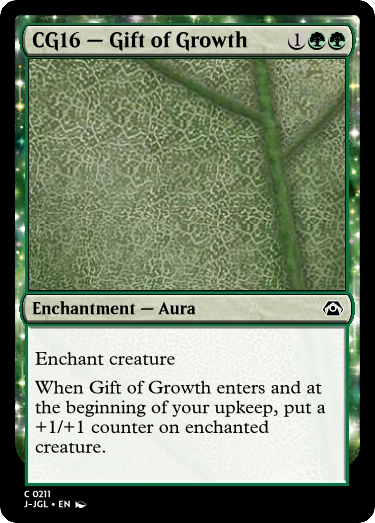 CG16 — Gift of Growth 1
Enchantment — Aura
Enchant creature
When Gift of Growth enters and at
the beginning of your upkeep, put a
+1/+1 counter on enchanted
creature.
C 0211
J-JGL • EN